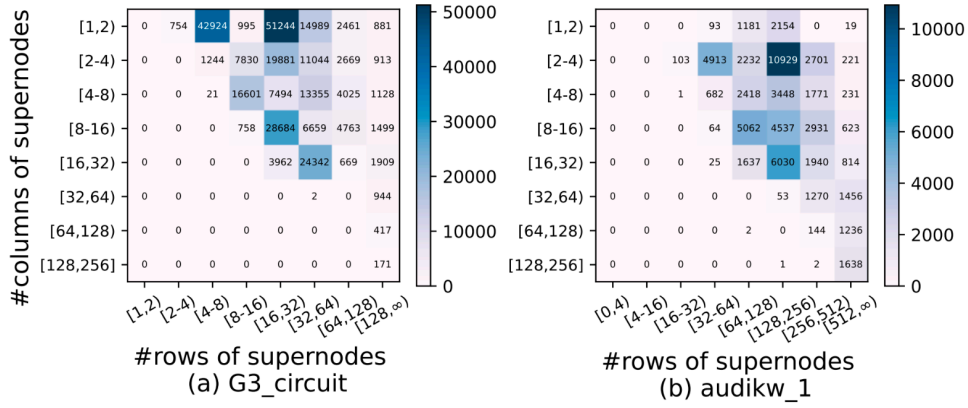 #columns of supernodes
[1,2) 0 754 42924 995 51244 14989 2461 881
[2-4) 0 0 1244 7830 19881 11044 2669 913
[4-8) 0 0 21 16601 7494 13355 4025 1128
[8-16) 0 0 0 758 28684 6659 4763 1499
[16,32) 0 0 0 0 3962 24342 669 1909
[32,64) 0 0 0 0 0 2 0 944
[64,128) 0 0 0 0 0 0 0 417
[128,256] 0 0 0 0 0 0 0 171
[1,2) [2-4) [4-8) [8-16) [16,32) [32,64) [64,128) [128,∞)
#rows of supernodes
(a) G3_circuit
50000
40000
30000
20000
10000
0
[1,2) 0 0 0 93 1181 2154 0 19
[2-4) 0 0 103 4913 2232 10929 2701 221
[4-8) 0 0 1 682 2418 3448 1771 231
[8-16) 0 0 0 64 5062 4537 2931 623
[16,32) 0 0 0 25 1637 6030 1940 814
[32,64) 0 0 0 0 0 53 1270 1456
[64,128) 0 0 0 0 2 0 144 1236
[128,256] 0 0 0 0 0 1 2 1638
[0,4) [4-16) [16-32) [32-64) [64,128) [128,256) [256,512) [512,∞)
#rows of supernodes
(b) audikw_1
10000
8000
6000
4000
2000
0